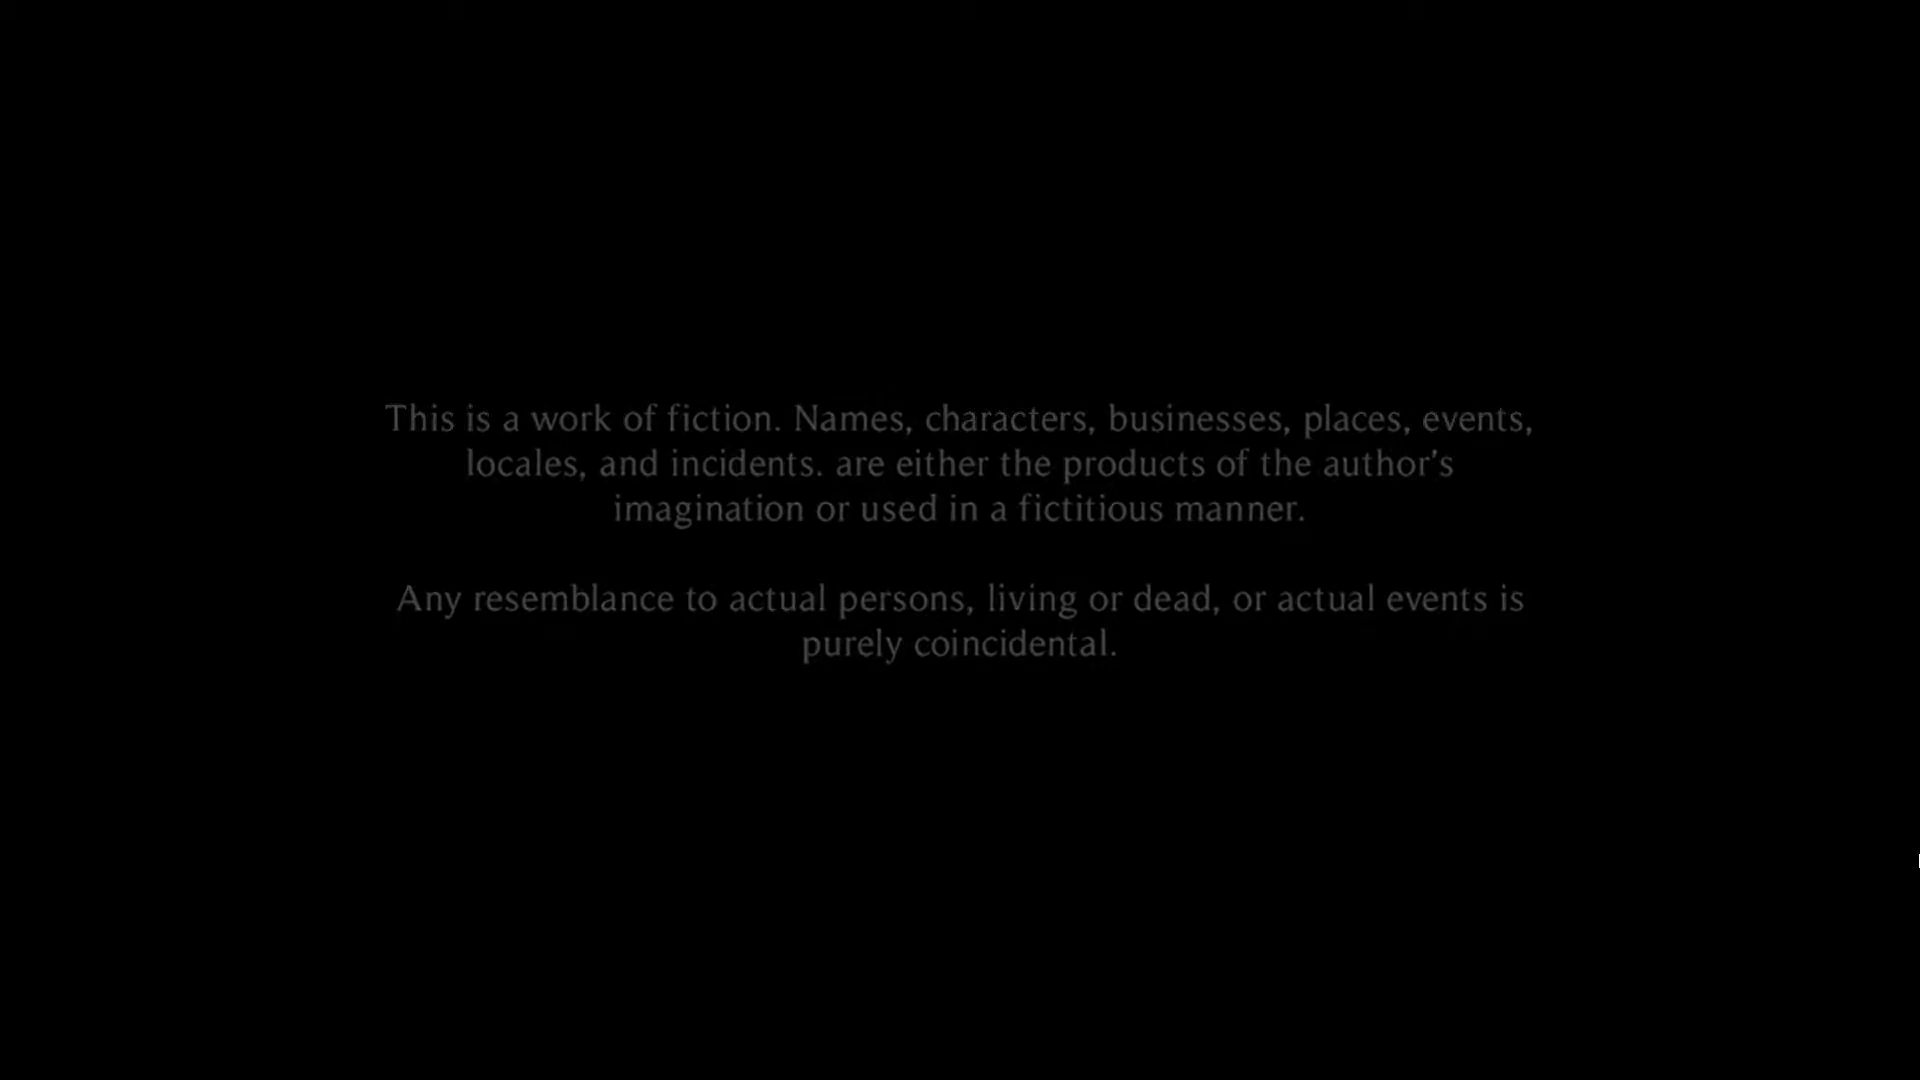 This is a work of fiction. Names, characters, businesses, places, events,
locales, and incidents. are either the products of the author's
imagination or used in a fictitious manner.
Any resemblance to actual persons, living or dead, or actual events is
purely coincidental.